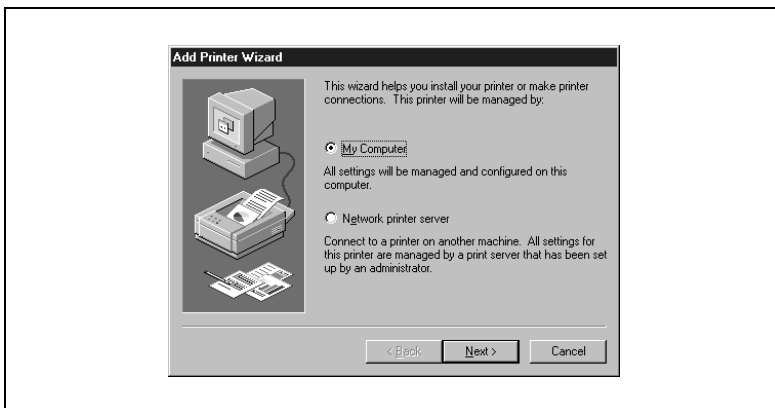 Add Printer Wizard
This wizard helps you install your printer or make printer
connections. This printer will be managed by:
My Computer
All settings will be managed and configured on this
computer.
Network printer server
Connect to a printer on another machine. All settings for
this printer are managed by a print server that has been set
up by an administrator.
< Back Next > Cancel